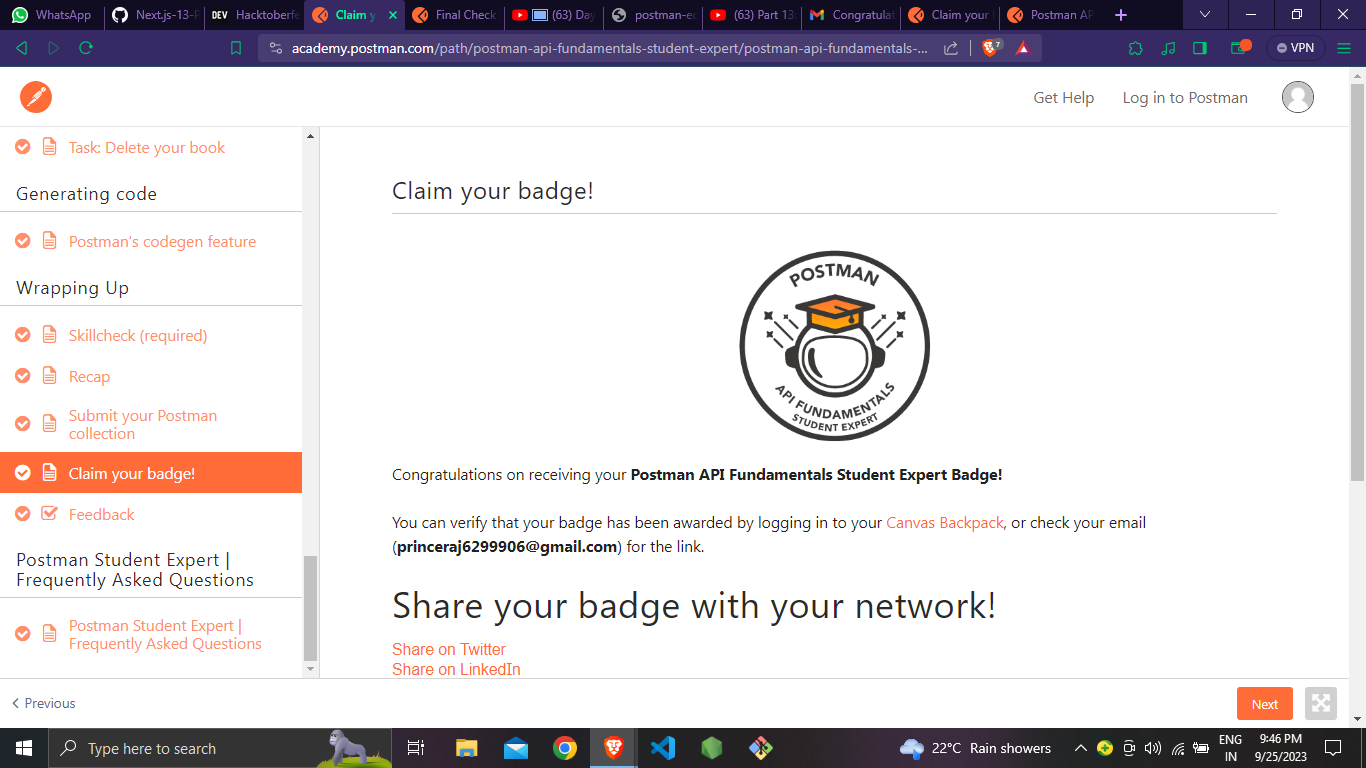 WhatsApp
Next.js-13-P
DEV
Hacktoberfe
Claim y
Final Check
(63) Day
postman-ec
(63) Part 13
Congratulat
Claim your
Postman AP
academy.postman.com/path/postman-api-fundamentals-student-expert/postman-api-fundamentals-...
7
VPN
Get Help
Log in to Postman
Task: Delete your book
Generating code
Postman's codegen feature
Wrapping Up
Skillcheck (required)
Recap
Submit your Postman
collection
Claim your badge!
Feedback
Postman Student Expert |
Frequently Asked Questions
Postman Student Expert |
Frequently Asked Questions
Claim your badge!
POSTMAN
API FUNDAMENTALS
STUDENT EXPERT
Congratulations on receiving your Postman API Fundamentals Student Expert Badge!
You can verify that your badge has been awarded by logging in to your Canvas Backpack, or check your email
(princeraj6299906@gmail.com) for the link.
Share your badge with your network!
Share on Twitter
Share on LinkedIn
Previous
Next
Type here to search
22°C Rain showers
ENG
IN
9:46 PM
9/25/2023